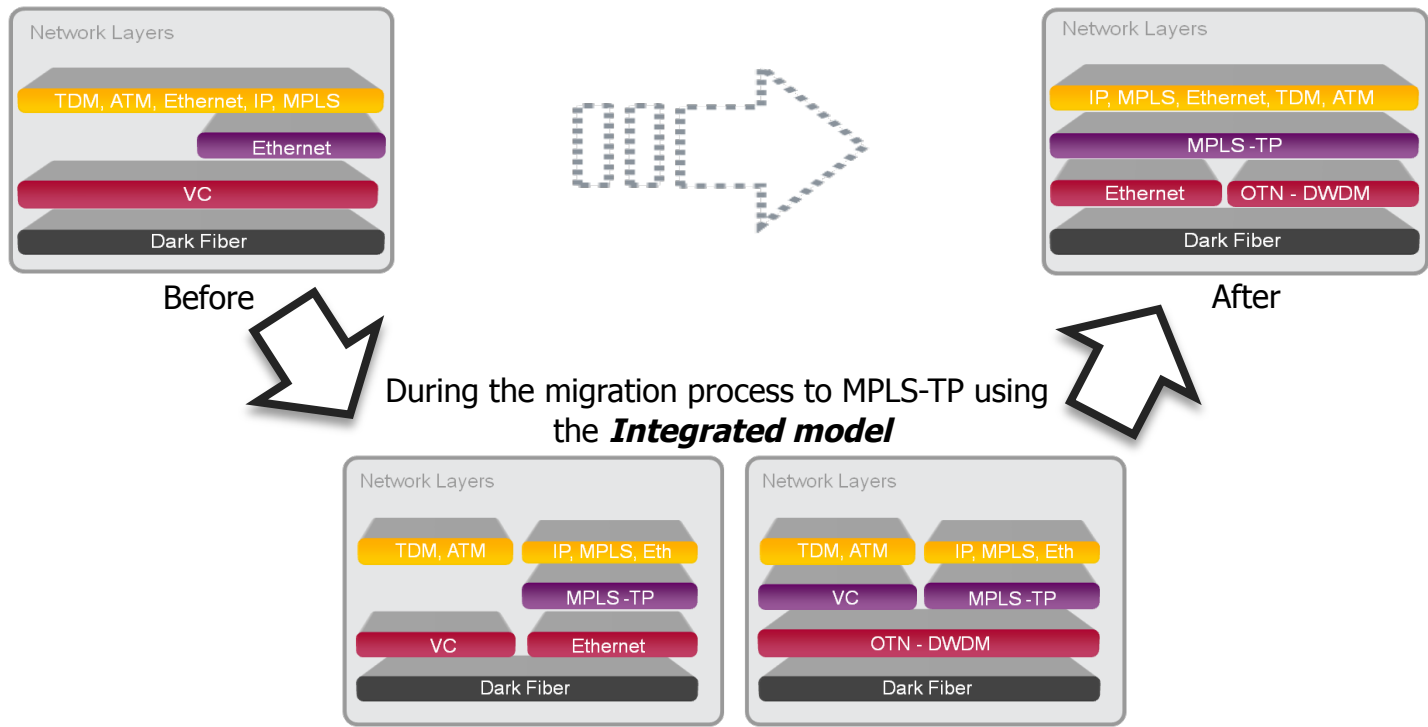 Network Layers
TDM, ATM, Ethernet, IP, MPLS
Ethernet
VC
Dark Fiber
Before
Network Layers
IP, MPLS, Ethernet, TDM, ATM
MPLS -TP
Ethernet
OTN - DWDM
Dark Fiber
After
During the migration process to MPLS-TP using
the Integrated model
Network Layers
TDM, ATM
IP, MPLS, Eth
MPLS -TP
VC
Ethernet
Dark Fiber
Network Layers
TDM, ATM
IP, MPLS, Eth
VC
MPLS -TP
OTN - DWDM
Dark Fiber